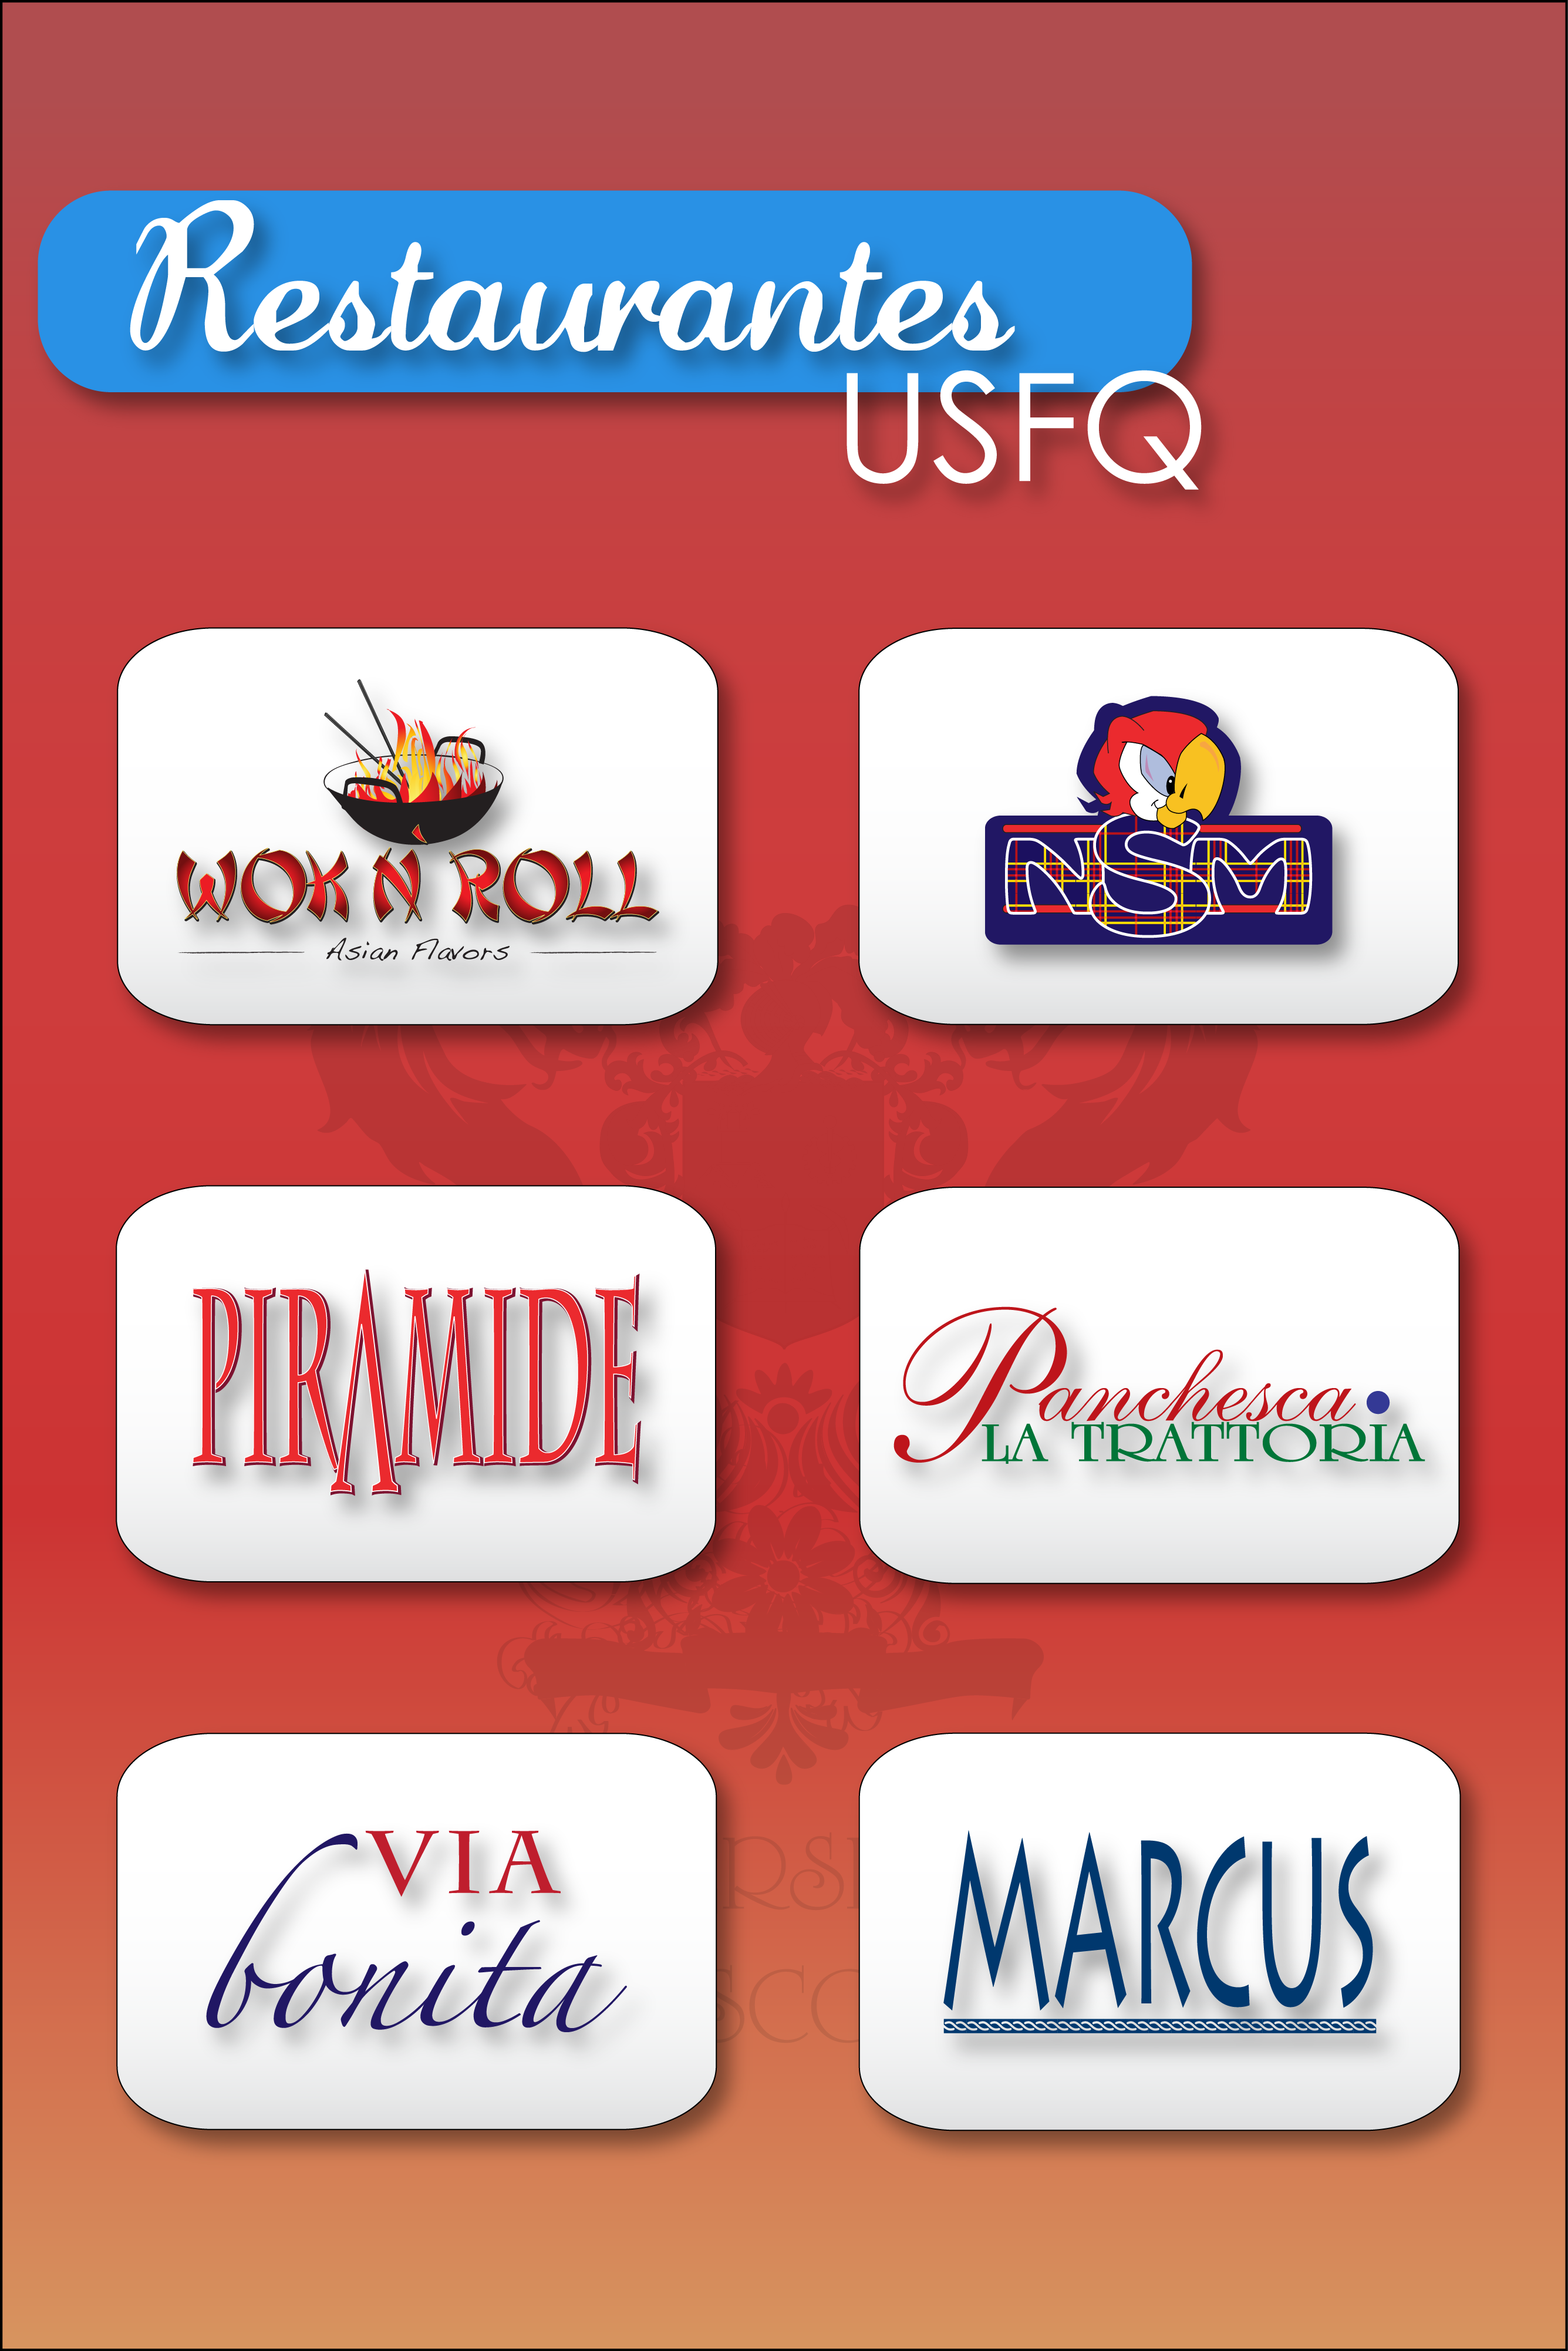 Restaurantes
USFQ
WOK N ROLL
Asian Flavors
NSM
PIRAMIDE
Panchesca
LA TRATTORIA
VIA
bonita
MARCUS